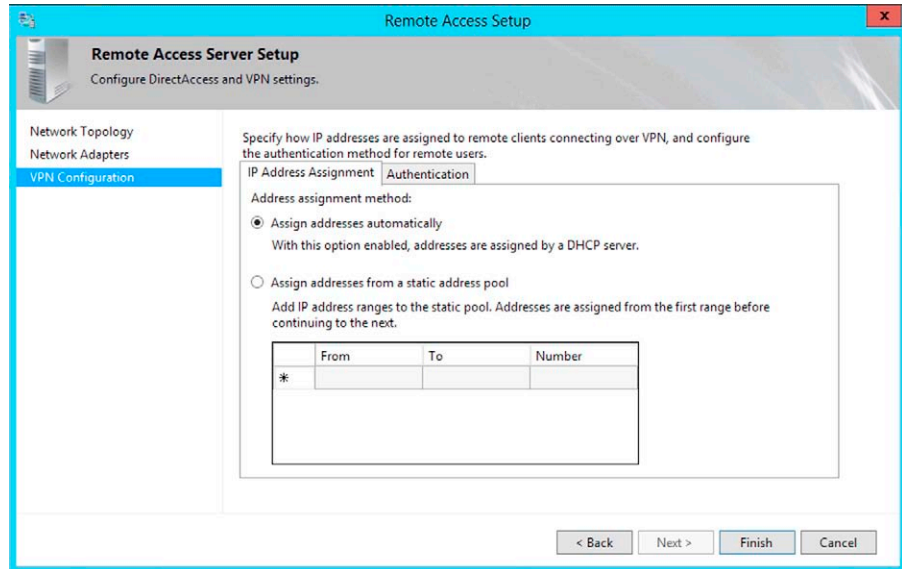 Remote Access Setup
x
Remote Access Server Setup
Configure DirectAccess and VPN settings.
Network Topology
Network Adapters
VPN Configuration
Specify how IP addresses are assigned to remote clients connecting over VPN, and configure
the authentication method for remote users.
IP Address Assignment Authentication
Address assignment method:
Assign addresses automatically
With this option enabled, addresses are assigned by a DHCP server.
Assign addresses from a static address pool
Add IP address ranges to the static pool. Addresses are assigned from the first range before
continuing to the next.
From To Number
*
< Back Next > Finish Cancel